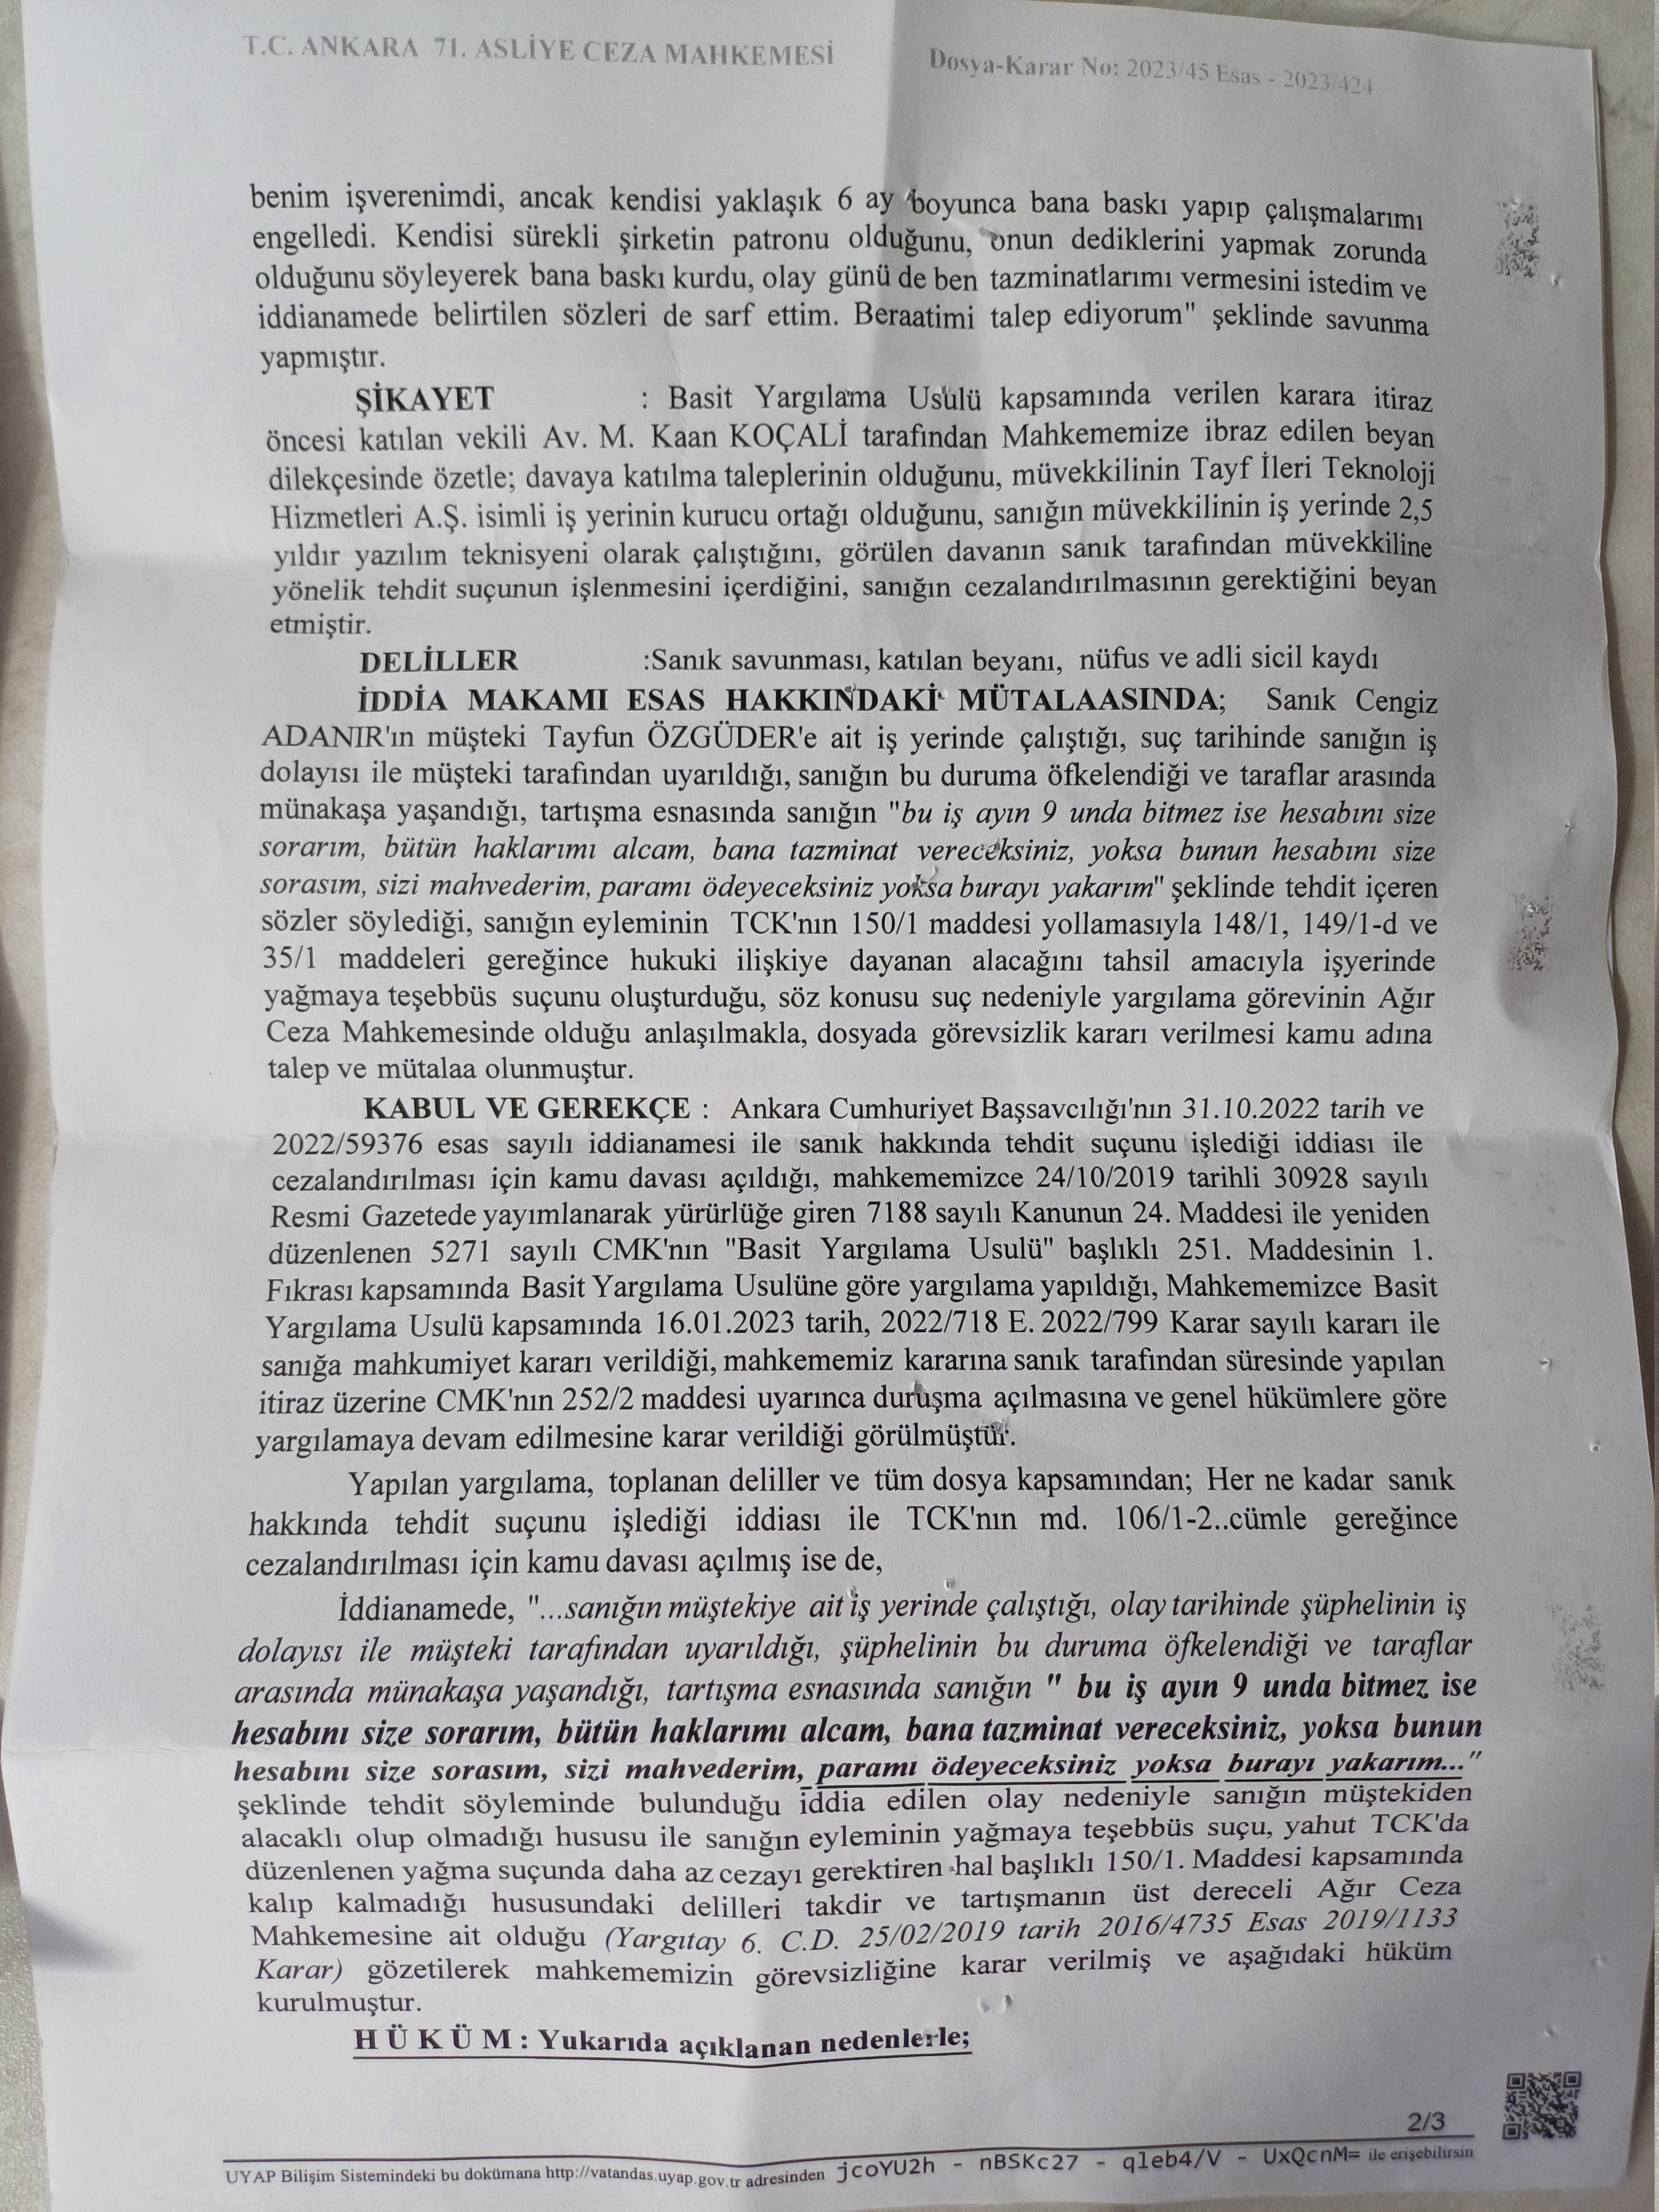 T.C. ANKARA 71. ASLİYE CEZA MAHKEMESİ
Dosya-Karar No: 2023/45 Esas - 2023/424
benim işverenimdi, ancak kendisi yaklaşık 6 ay boyunca bana baskı yapıp çalışmalarımı
engelledi. Kendisi sürekli şirketin patronu olduğunu, onun dediklerini yapmak zorunda
olduğunu söyleyerek bana baskı kurdu, olay günü de ben tazminatlarımı vermesini istedim ve
iddianamede belirtilen sözleri de sarf ettim. Beraatimi talep ediyorum" şeklinde savunma
yapmıştır.
ŞİKAYET : Basit Yargılama Usulü kapsamında verilen karara itiraz
öncesi katılan vekili Av. M. Kaan KOÇALİ tarafından Mahkememize ibraz edilen beyan
dilekçesinde özetle; davaya katılma taleplerinin olduğunu, müvekkilinin Tayf İleri Teknoloji
Hizmetleri A.Ş. isimli iş yerinin kurucu ortağı olduğunu, sanığın müvekkilinin iş yerinde 2,5
yıldır yazılım teknisyeni olarak çalıştığını, görülen davanın sanık tarafından müvekkiline
yönelik tehdit suçunun işlenmesini içerdiğini, sanığın cezalandırılmasının gerektiğini beyan
etmiştir.
DELİLLER :Sanık savunması, katılan beyanı, nüfus ve adli sicil kaydı
İDDİA MAKAMI ESAS HAKKINDAKİ MÜTALAASINDA; Sanık Cengiz
ADANIR'ın müşteki Tayfun ÖZGÜDER'e ait iş yerinde çalıştığı, suç tarihinde sanığın iş
dolayısı ile müşteki tarafından uyarıldığı, sanığın bu duruma öfkelendiği ve taraflar arasında
münakaşa yaşandığı, tartışma esnasında sanığın "bu iş ayın 9 unda bitmez ise hesabını size
sorarım, bütün haklarımı alcam, bana tazminat vereceksiniz, yoksa bunun hesabını size
sorasım, sizi mahvederim, paramı ödeyeceksiniz yoksa burayı yakarım" şeklinde tehdit içeren
sözler söylediği, sanığın eyleminin TCK'nın 150/1 maddesi yollamasıyla 148/1, 149/1-d ve
35/1 maddeleri gereğince hukuki ilişkiye dayanan alacağını tahsil amacıyla işyerinde
yağmaya teşebbüs suçunu oluşturduğu, söz konusu suç nedeniyle yargılama görevinin Ağır
Ceza Mahkemesinde olduğu anlaşılmakla, dosyada görevsizlik kararı verilmesi kamu adına
talep ve mütalaa olunmuştur.
KABUL VE GEREKÇE : Ankara Cumhuriyet Başsavcılığı'nın 31.10.2022 tarih ve
2022/59376 esas sayılı iddianamesi ile sanık hakkında tehdit suçunu işlediği iddiası ile
cezalandırılması için kamu davası açıldığı, mahkememizce 24/10/2019 tarihli 30928 sayılı
Resmi Gazetede yayımlanarak yürürlüğe giren 7188 sayılı Kanunun 24. Maddesi ile yeniden
düzenlenen 5271 sayılı CMK'nın "Basit Yargılama Usulü" başlıklı 251. Maddesinin 1.
Fıkrası kapsamında Basit Yargılama Usulüne göre yargılama yapıldığı, Mahkememizce Basit
Yargılama Usulü kapsamında 16.01.2023 tarih, 2022/718 E. 2022/799 Karar sayılı kararı ile
sanığa mahkumiyet kararı verildiği, mahkememiz kararına sanık tarafından süresinde yapılan
itiraz üzerine CMK'nın 252/2 maddesi uyarınca duruşma açılmasına ve genel hükümlere göre
yargılamaya devam edilmesine karar verildiği görülmüştür.
Yapılan yargılama, toplanan deliller ve tüm dosya kapsamından; Her ne kadar sanık
hakkında tehdit suçunu işlediği iddiası ile TCK'nın md. 106/1-2..cümle gereğince
cezalandırılması için kamu davası açılmış ise de,
İddianamede, "...sanığın müştekiye ait iş yerinde çalıştığı, olay tarihinde şüphelinin iş
dolayısı ile müşteki tarafından uyarıldığı, şüphelinin bu duruma öfkelendiği ve taraflar
arasında münakaşa yaşandığı, tartışma esnasında sanığın " bu iş ayın 9 unda bitmez ise
hesabını size sorarım, bütün haklarımı alcam, bana tazminat vereceksiniz, yoksa bunun
hesabını size sorasım, sizi mahvederim, paramı ödeyeceksiniz yoksa burayı yakarım..."
şeklinde tehdit söyleminde bulunduğu iddia edilen olay nedeniyle sanığın müştekiden
alacaklı olup olmadığı hususu ile sanığın eyleminin yağmaya teşebbüs suçu, yahut TCK'da
düzenlenen yağma suçunda daha az cezayı gerektiren hal başlıklı 150/1. Maddesi kapsamında
kalıp kalmadığı hususundaki delilleri takdir ve tartışmanın üst dereceli Ağır Ceza
Mahkemesine ait olduğu (Yargıtay 6. C.D. 25/02/2019 tarih 2016/4735 Esas 2019/1133
Karar) gözetilerek mahkememizin görevsizliğine karar verilmiş ve aşağıdaki hüküm
kurulmuştur.
H Ü K Ü M : Yukarıda açıklanan nedenlerle;
2/3
UYAP Bilişim Sistemindeki bu dokümana http://vatandas.uyap.gov.tr adresinden jcoYU2h - nBSKc27 - qleb4/V - UxQcnM= ile erişebilirsin